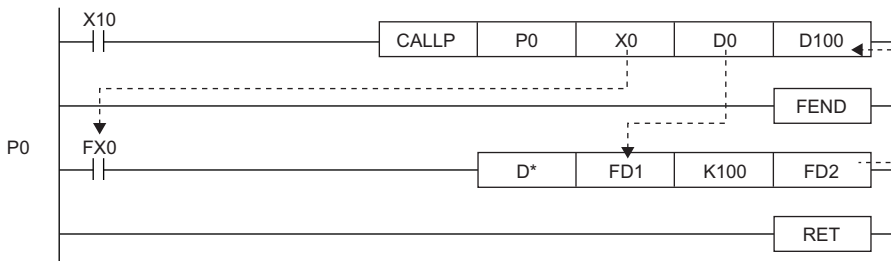 X10
CALLP P0 X0 D0 D100
FEND
P0 FX0
D* FD1 K100 FD2
RET